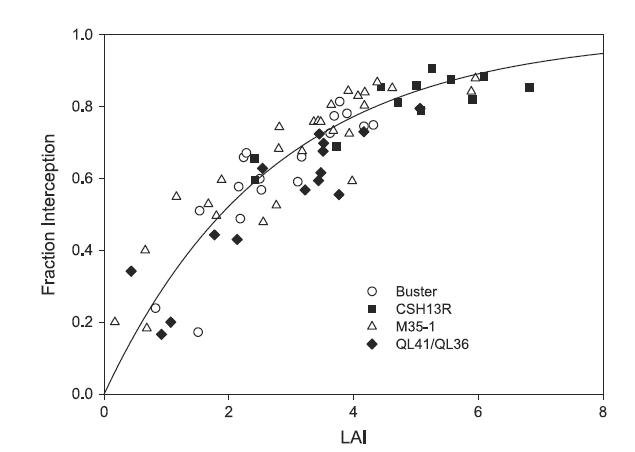 1.0
0.8
0.6
0.4
0.2
0.0
Fraction Interception
Buster
CSH13R
M35-1
QL41/QL36
0 2 4 6 8
LAI